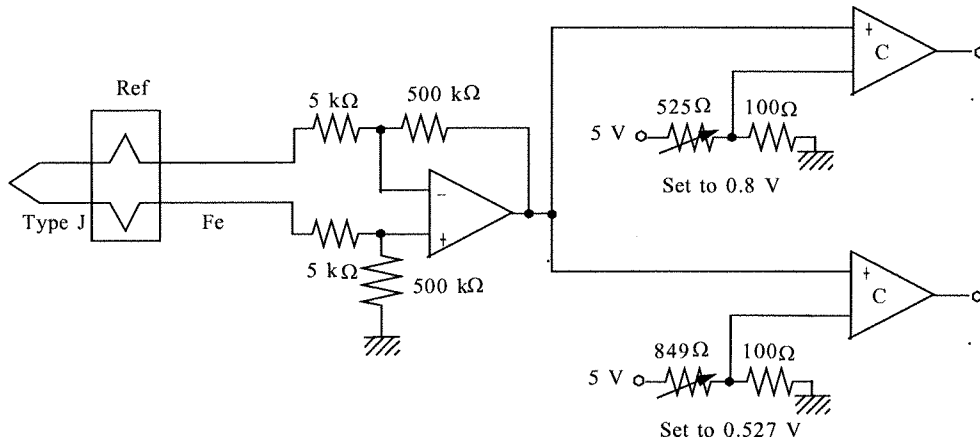 Ref
5 kΩ
500 kΩ
Type J
Fe
-
+
5 kΩ
500 kΩ
+
C
525Ω
100Ω
5 V
Set to 0.8 V
+
C
849Ω
100Ω
5 V
Set to 0.527 V